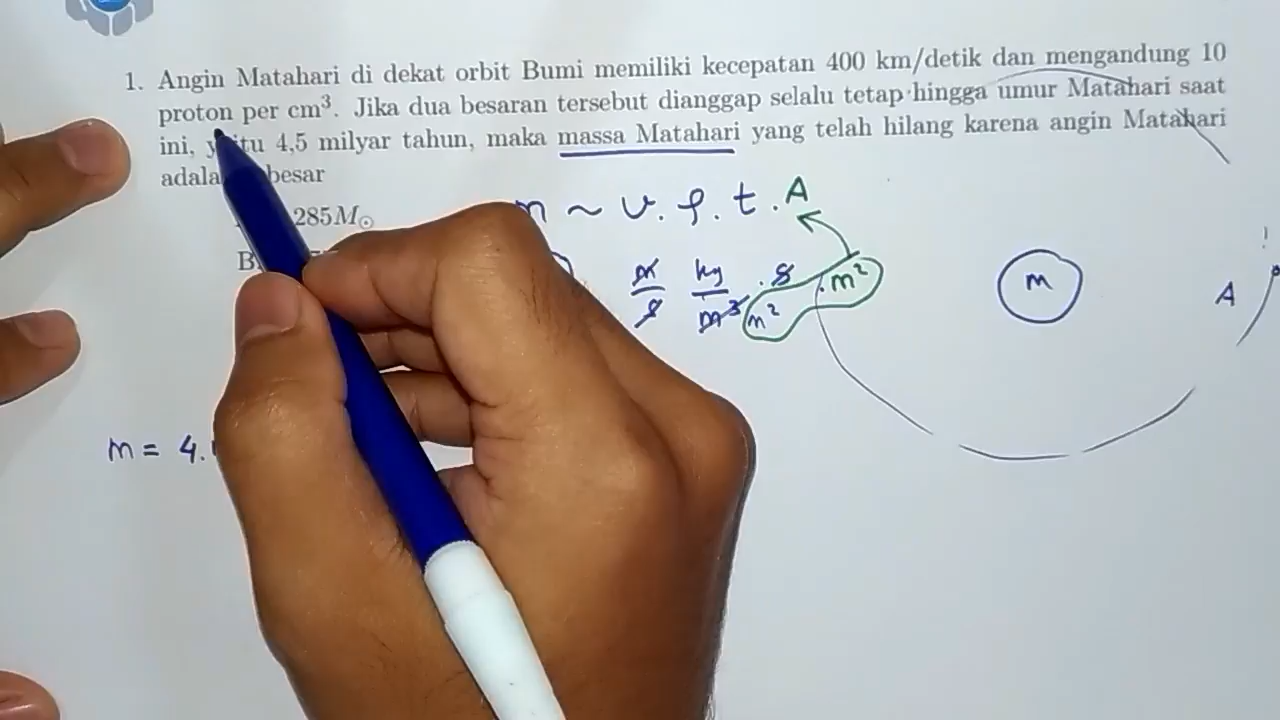 1. Angin Matahari di dekat orbit Bumi memiliki kecepatan 400 km/detik dan mengandung 10
proton per cm³. Jika dua besaran tersebut dianggap selalu tetap hingga umur Matahari saat
ini, 4,5 milyar tahun, maka massa Matahari yang telah hilang karena angin Matahari
besar
285M☉
m ~ v . ρ . t . A
B
m/s kg/m³ . s . m²
m²
m
A
m = 4.